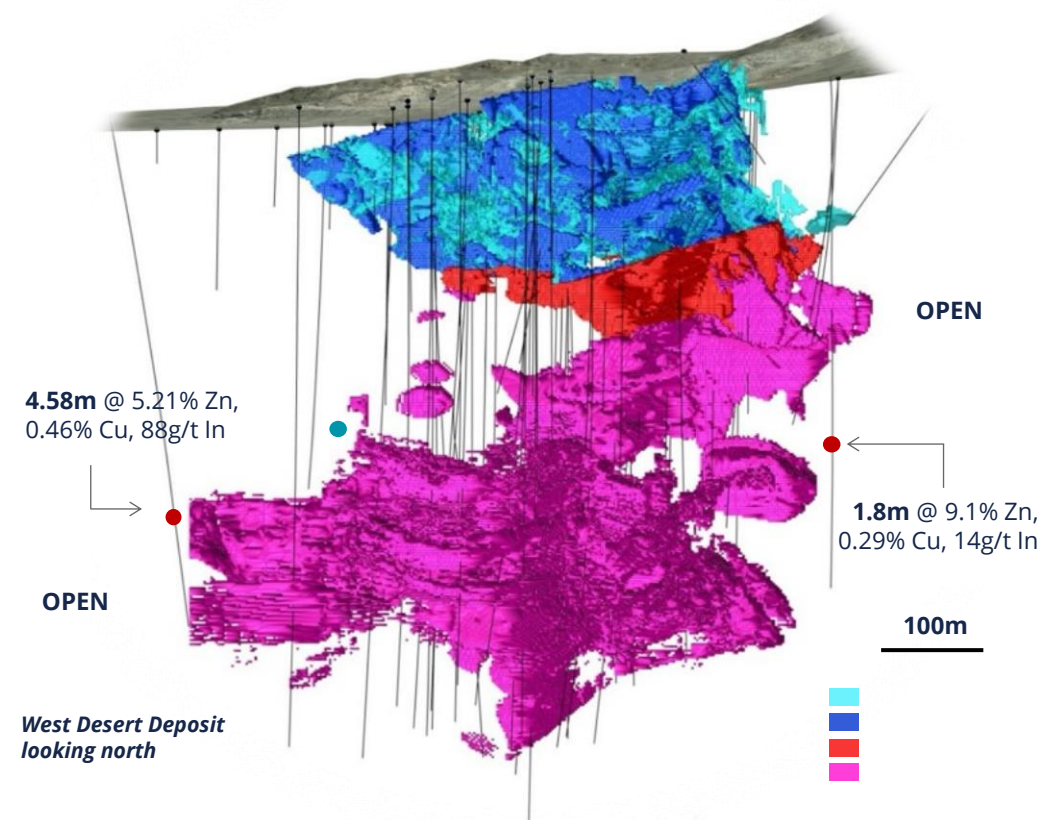 OPEN
4.58m @ 5.21% Zn,
0.46% Cu, 88g/t In
1.8m @ 9.1% Zn,
0.29% Cu, 14g/t In
OPEN
100m
West Desert Deposit
looking north